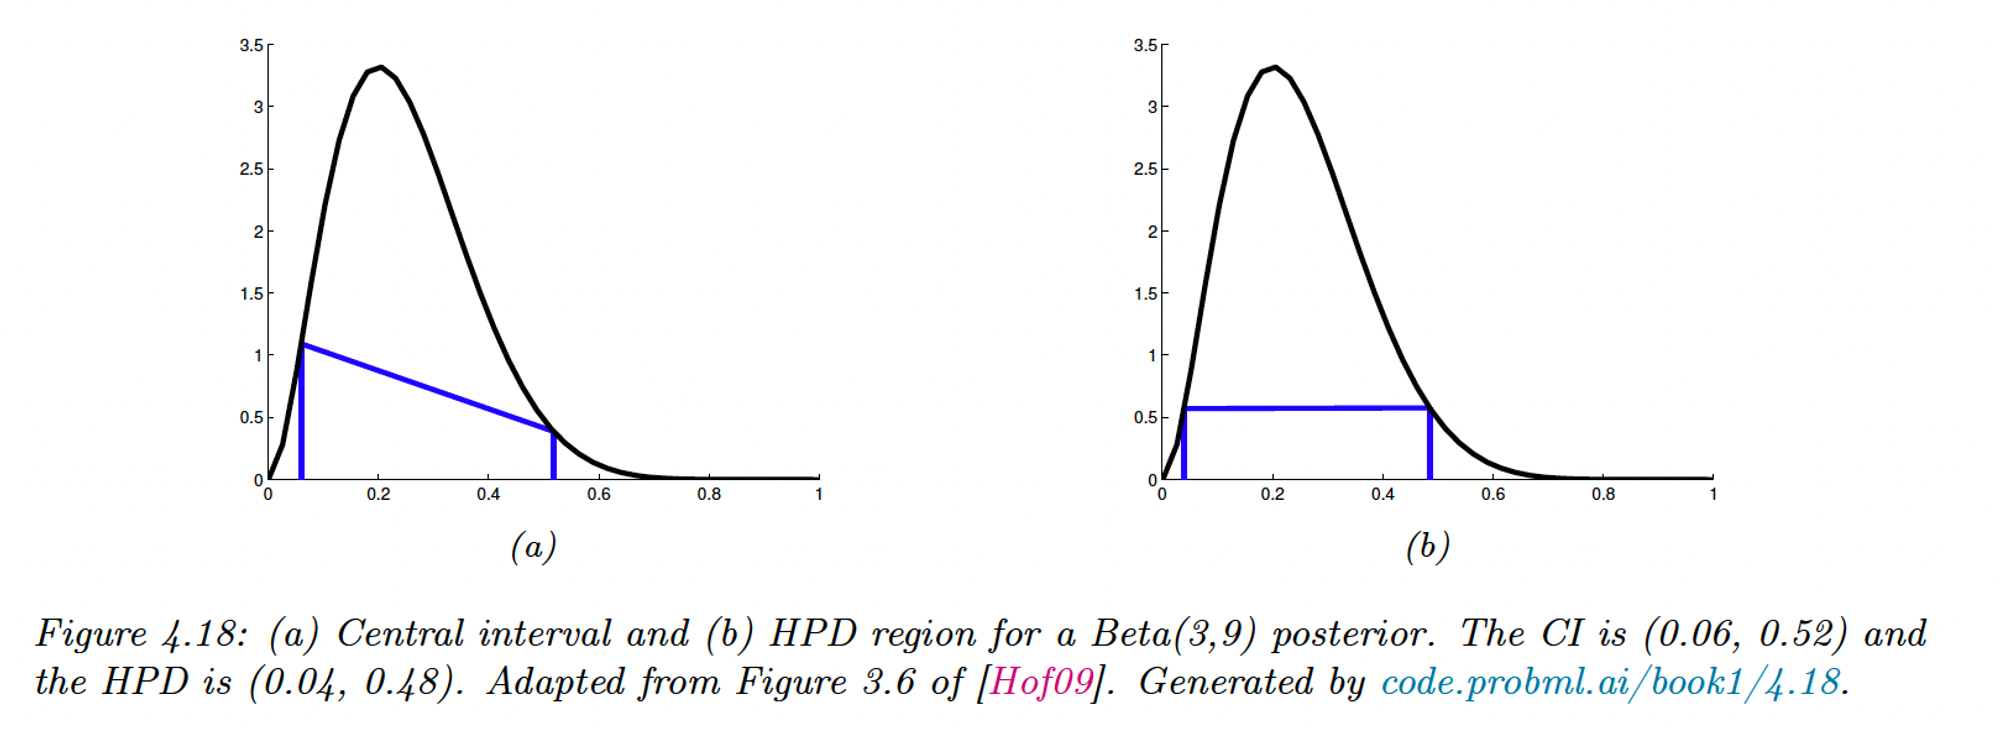 3.5
3
2.5
2
1.5
1
0.5
0
0 0.2 0.4 0.6 0.8 1
(a)
3.5
3
2.5
2
1.5
1
0.5
0
0 0.2 0.4 0.6 0.8 1
(b)
Figure 4.18: (a) Central interval and (b) HPD region for a Beta(3,9) posterior. The CI is (0.06, 0.52) and
the HPD is (0.04, 0.48). Adapted from Figure 3.6 of [Hof09]. Generated by code.probml.ai/book1/4.18.